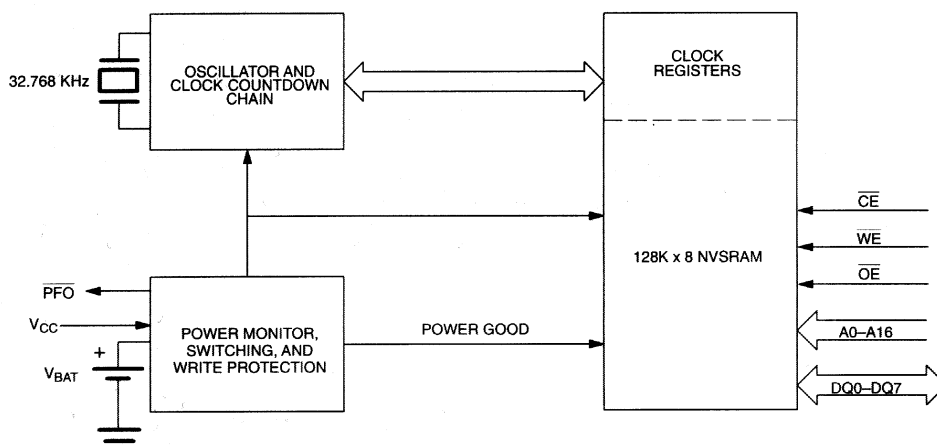 32.768 KHz
OSCILLATOR AND
CLOCK COUNTDOWN
CHAIN
CLOCK
REGISTERS
128K x 8 NVSRAM
CE
WE
OE
A0–A16
DQ0–DQ7
PFO
VCC
+
VBAT
POWER MONITOR,
SWITCHING, AND
WRITE PROTECTION
POWER GOOD